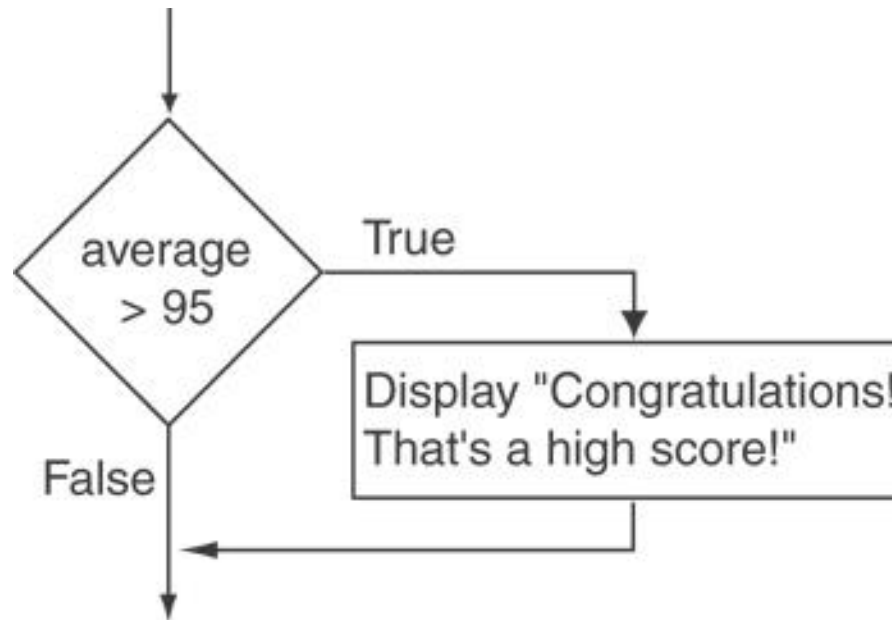 average
> 95
True
Display "Congratulations!
That's a high score!"
False